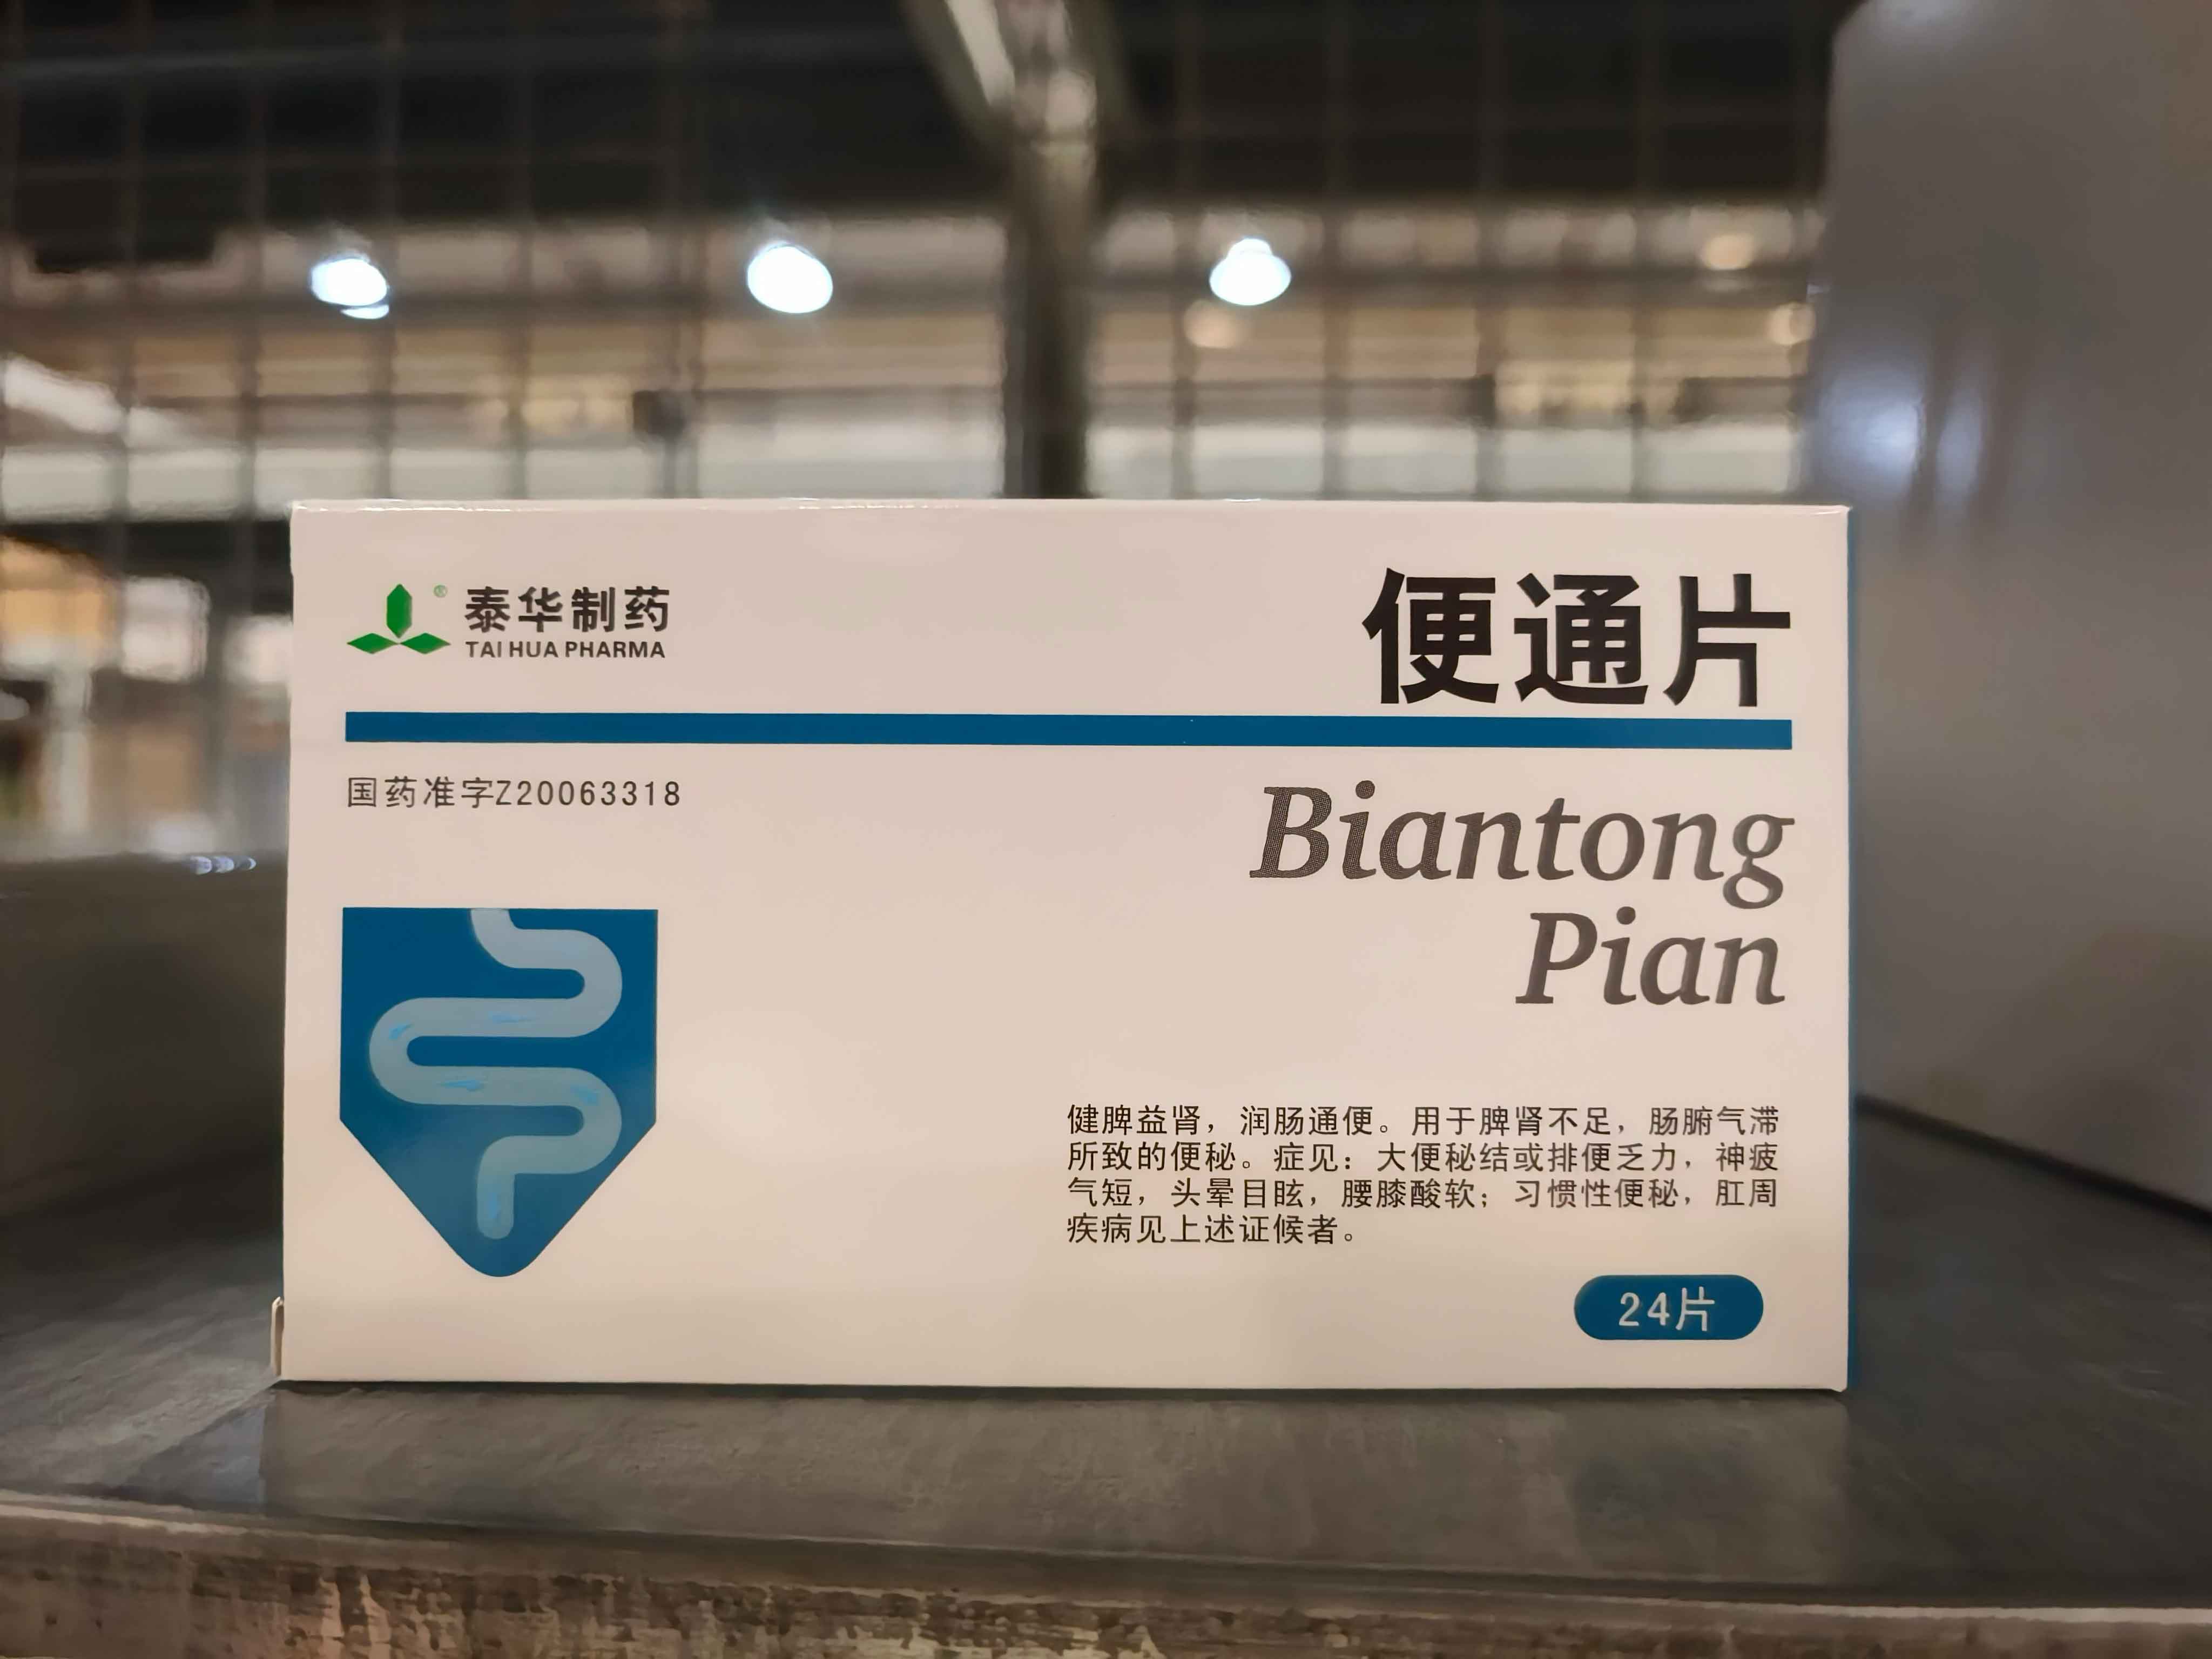 泰华制药
TAI HUA PHARMA
便通片
国药准字Z20063318
Biantong
Pian
健脾益肾，润肠通便。用于脾肾不足，肠腑气滞
所致的便秘。症见：大便秘结或排便乏力，神疲
气短，头晕目眩，腰膝酸软；习惯性便秘，肛周
疾病见上述证候者。
24片